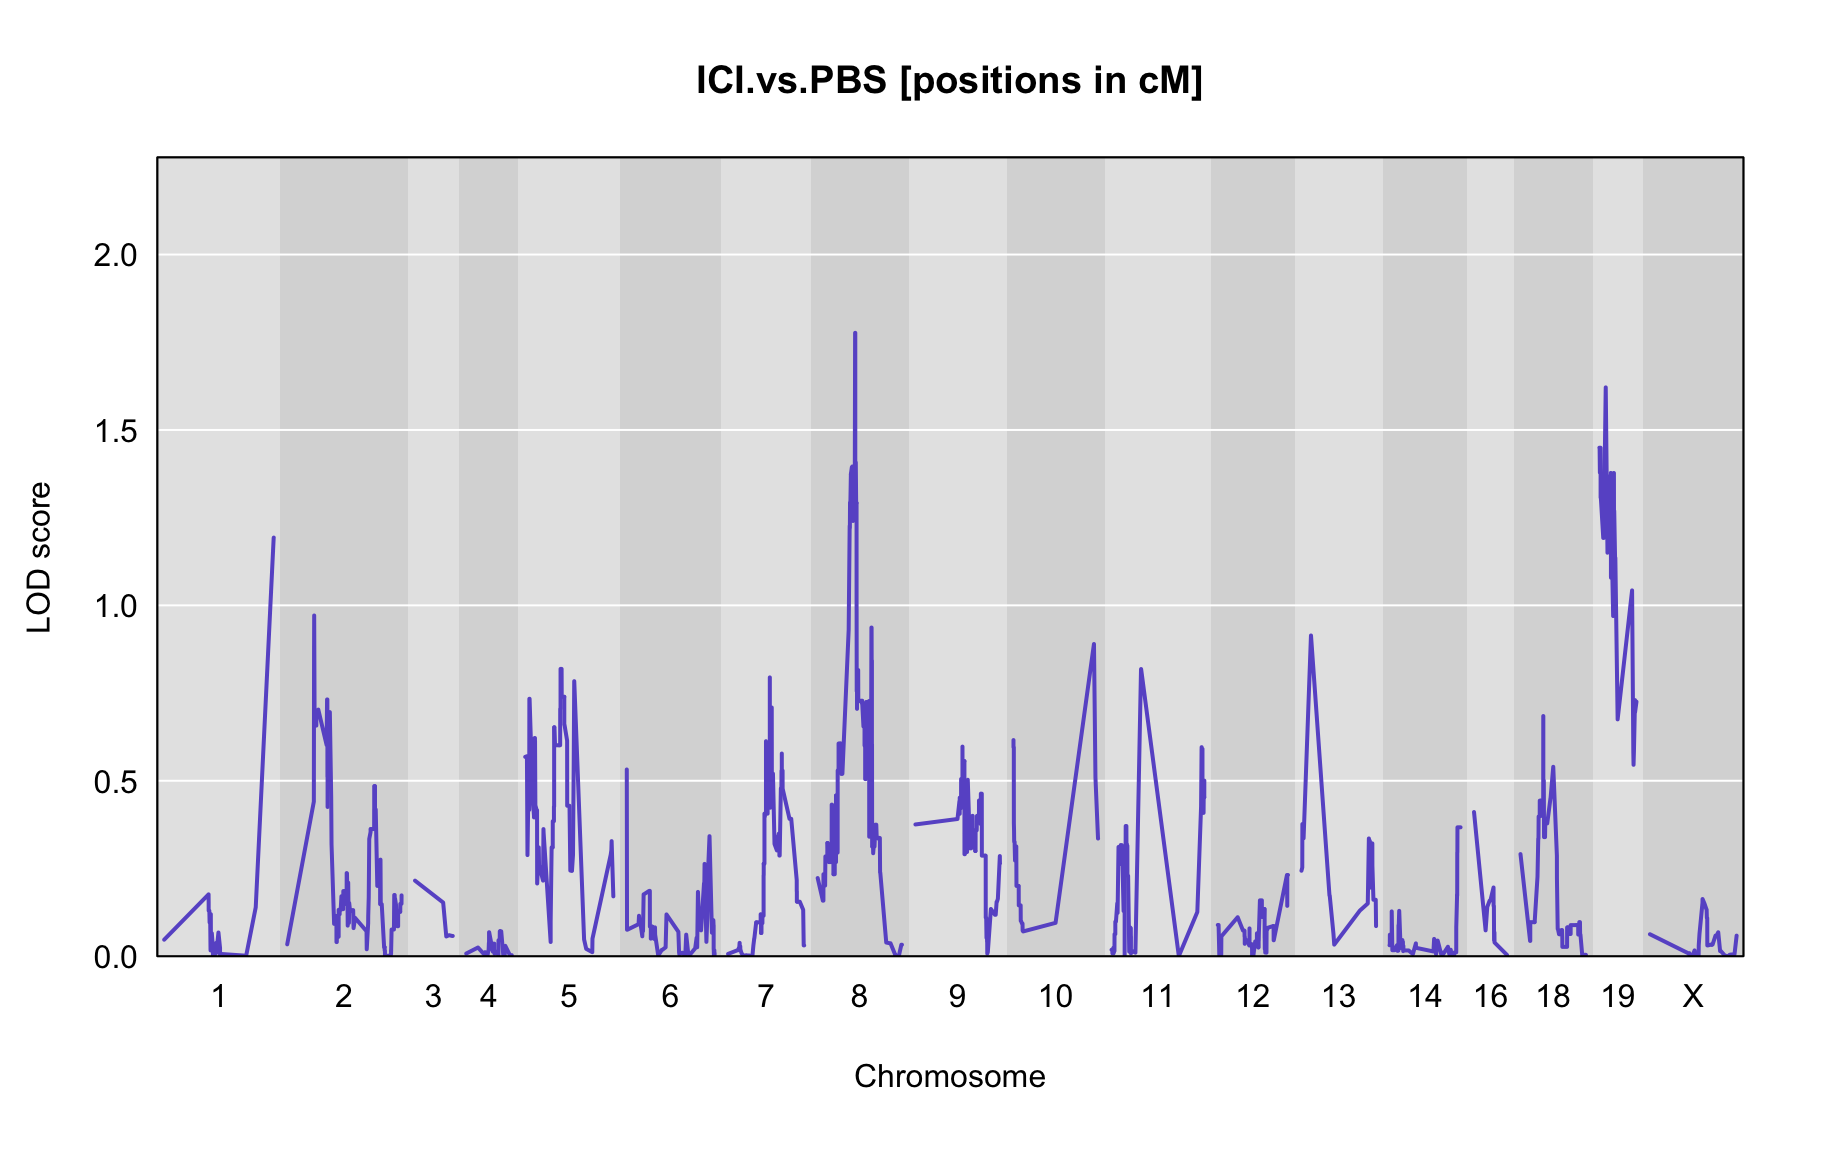 ICI.vs.PBS [positions in cM]
LOD score
2.0
1.5
1.0
0.5
0.0
1 2 3 4 5 6 7 8 9 10 11 12 13 14 16 18 19 X
Chromosome